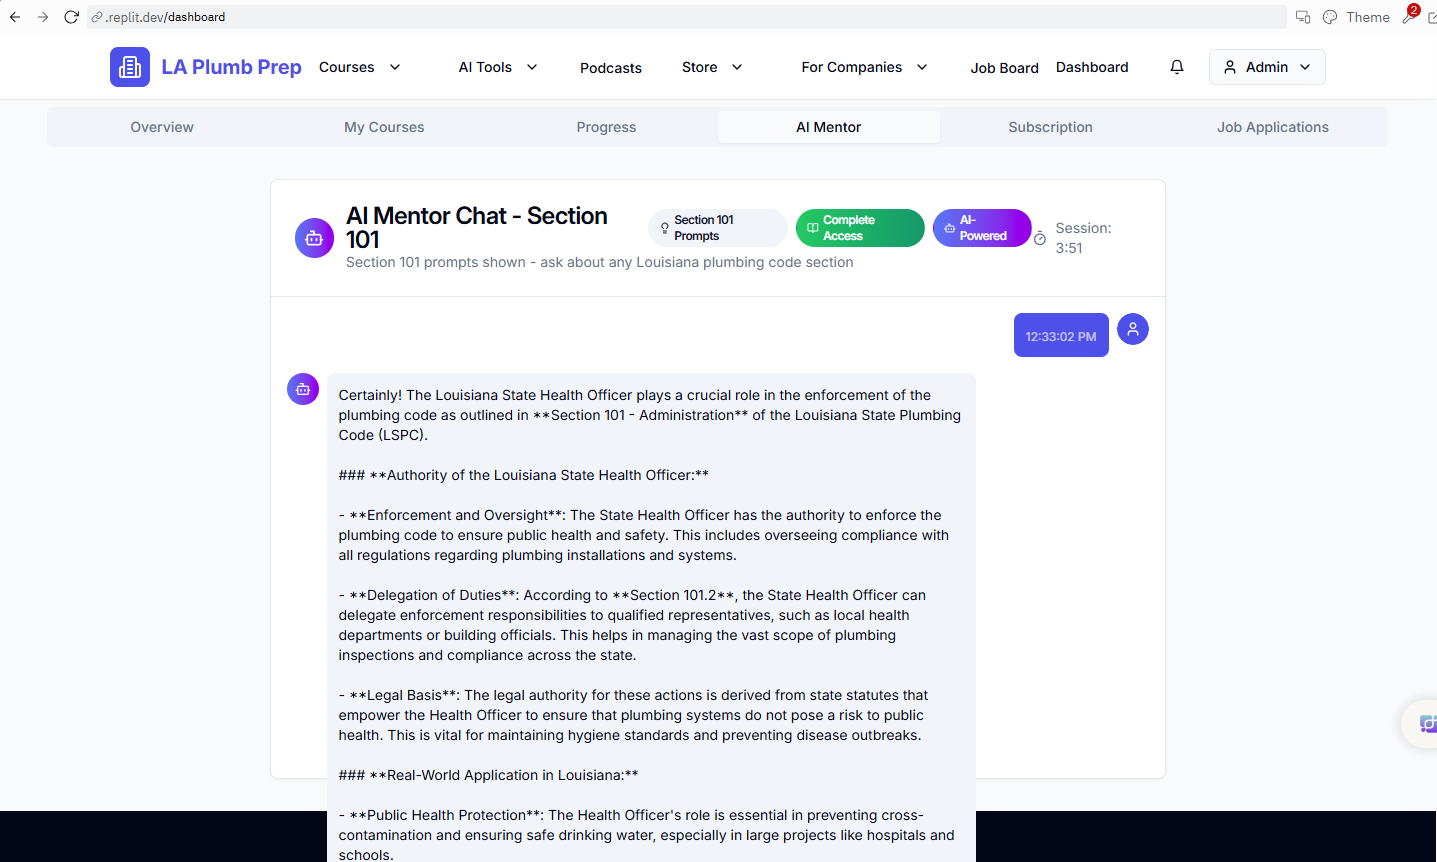 .replit.dev/dashboard
Theme
2
LA Plumb Prep
Courses
AI Tools
Podcasts
Store
For Companies
Job Board
Dashboard
Admin
Overview
My Courses
Progress
AI Mentor
Subscription
Job Applications
AI Mentor Chat - Section
101
Section 101 prompts shown - ask about any Louisiana plumbing code section
Section 101
Prompts
Complete
Access
AI-
Powered
Session:
3:51
12:33:02 PM
Certainly! The Louisiana State Health Officer plays a crucial role in the enforcement of the
plumbing code as outlined in **Section 101 - Administration** of the Louisiana State Plumbing
Code (LSPC).
### **Authority of the Louisiana State Health Officer:**
- **Enforcement and Oversight**: The State Health Officer has the authority to enforce the
plumbing code to ensure public health and safety. This includes overseeing compliance with
all regulations regarding plumbing installations and systems.
- **Delegation of Duties**: According to **Section 101.2**, the State Health Officer can
delegate enforcement responsibilities to qualified representatives, such as local health
departments or building officials. This helps in managing the vast scope of plumbing
inspections and compliance across the state.
- **Legal Basis**: The legal authority for these actions is derived from state statutes that
empower the Health Officer to ensure that plumbing systems do not pose a risk to public
health. This is vital for maintaining hygiene standards and preventing disease outbreaks.
### **Real-World Application in Louisiana:**
- **Public Health Protection**: The Health Officer's role is essential in preventing cross-
contamination and ensuring safe drinking water, especially in large projects like hospitals and
schools.